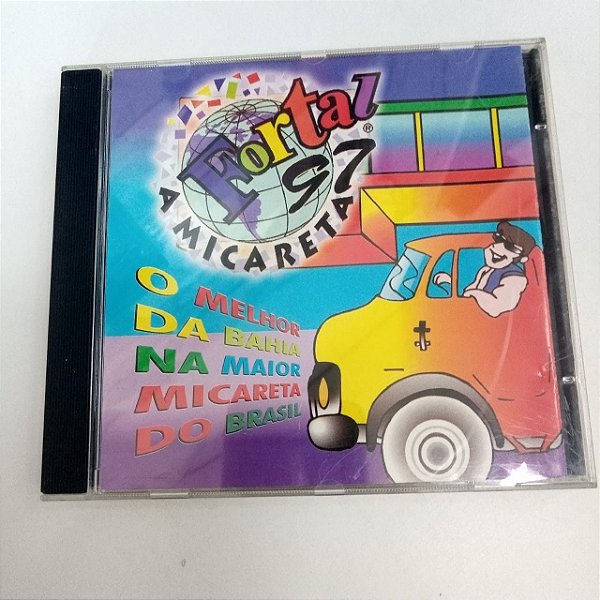 Fortal
97 ®
AMICARETA
O MELHOR
DA BAHIA
NA MAIOR
MICARETA
DO BRASIL